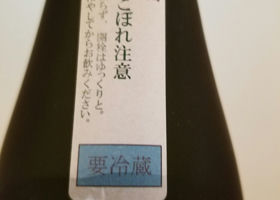 こぼれ注意
らず、開栓はゆっくりと。
冷やしてからお飲みください。
要冷蔵